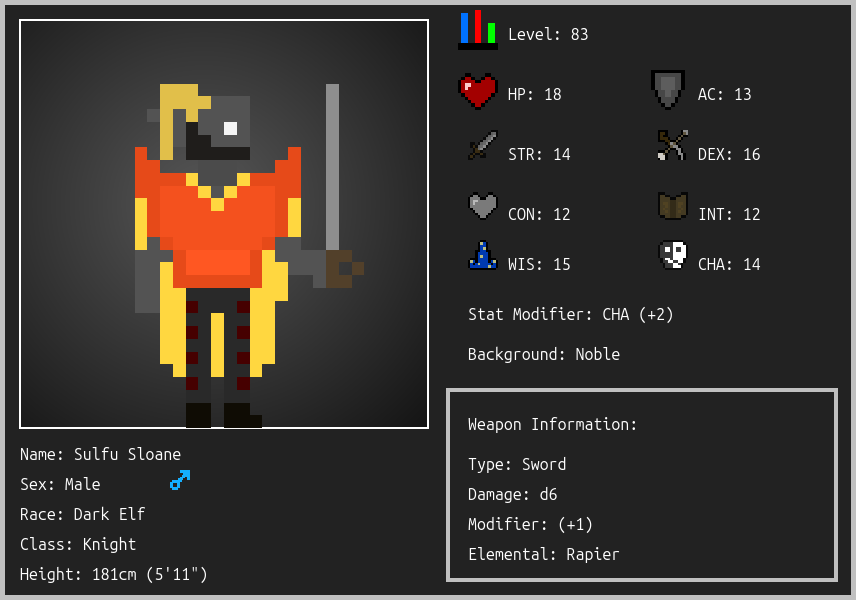 Level: 83
HP: 18
AC: 13
STR: 14
DEX: 16
CON: 12
INT: 12
WIS: 15
CHA: 14
Stat Modifier: CHA (+2)
Background: Noble
Weapon Information:
Type: Sword
Damage: d6
Modifier: (+1)
Elemental: Rapier
Name: Sulfu Sloane
Sex: Male
Race: Dark Elf
Class: Knight
Height: 181cm (5'11")